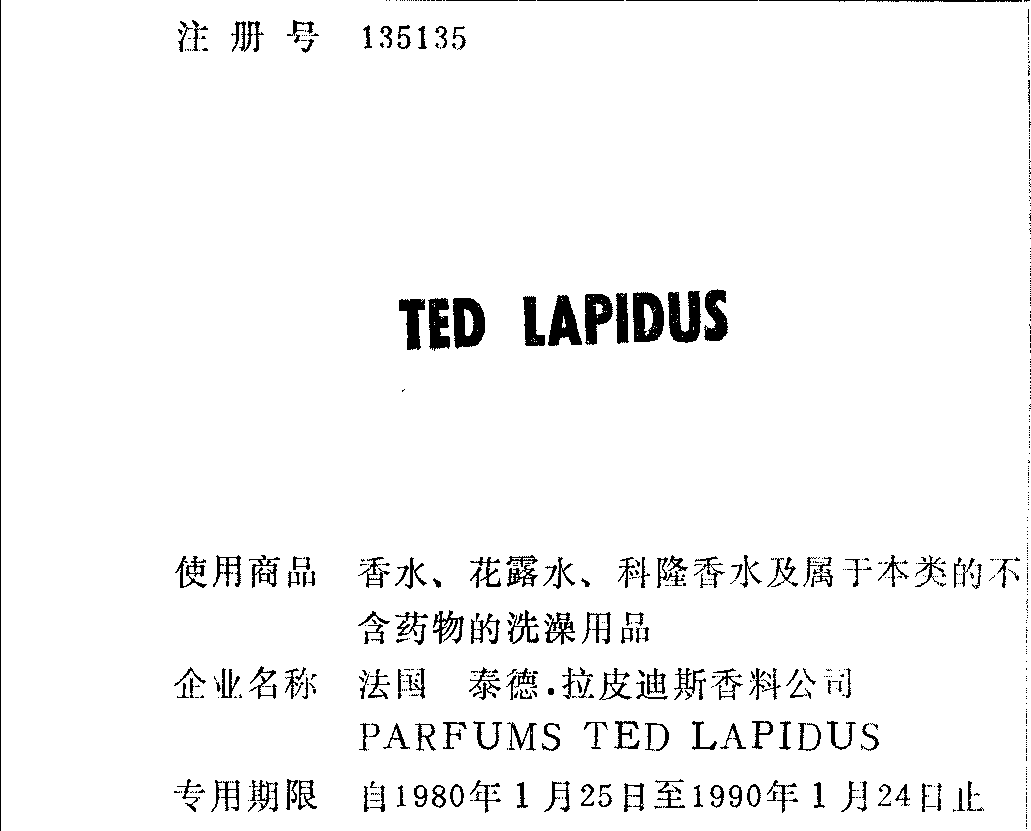 注册号 135135
TED LAPIDUS
使用商品 香水、花露水、科隆香水及属于本类的不
含药物的洗澡用品
企业名称 法国 泰德.拉皮迪斯香料公司
PARFUMS TED LAPIDUS
专用期限 自1980年1月25日至1990年1月24日止